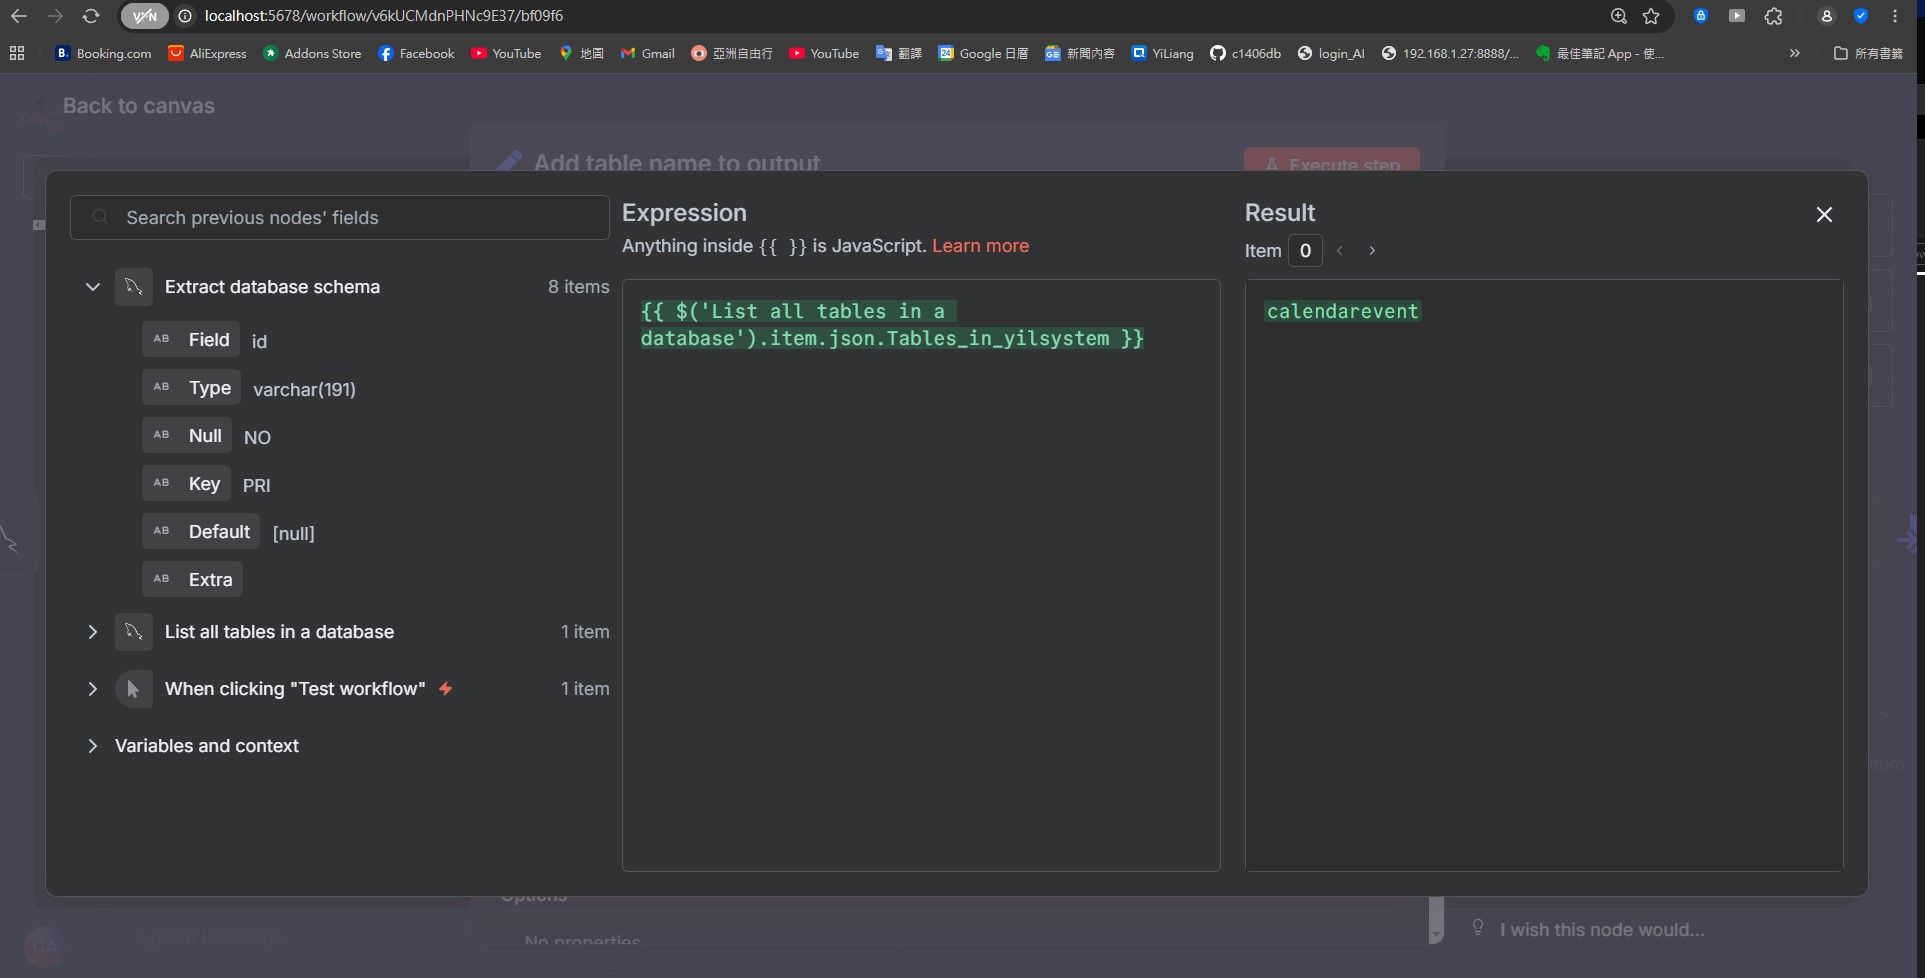 VPN
localhost:5678/workflow/v6kUCMdnPHNc9E37/bf09f6
B.
Booking.com
AliExpress
Addons Store
Facebook
YouTube
地圖
Gmail
亞洲自由行
YouTube
翻譯
24
Google 日曆
新聞內容
YiLiang
c1406db
login_AI
192.168.1.27:8888/...
最佳筆記 App - 使...
»
所有書籤
Back to canvas
Add table name to output
Execute step
Search previous nodes' fields
Extract database schema
8 items
AB Field id
AB Type varchar(191)
AB Null NO
AB Key PRI
AB Default [null]
AB Extra
List all tables in a database
1 item
When clicking "Test workflow"
1 item
Variables and context
Expression
Anything inside {{ }} is JavaScript. Learn more
{{ $('List all tables in a
database').item.json.Tables_in_yilsystem }}
Result
Item 0
calendarevent
Options
No properties
I wish this node would...
CA